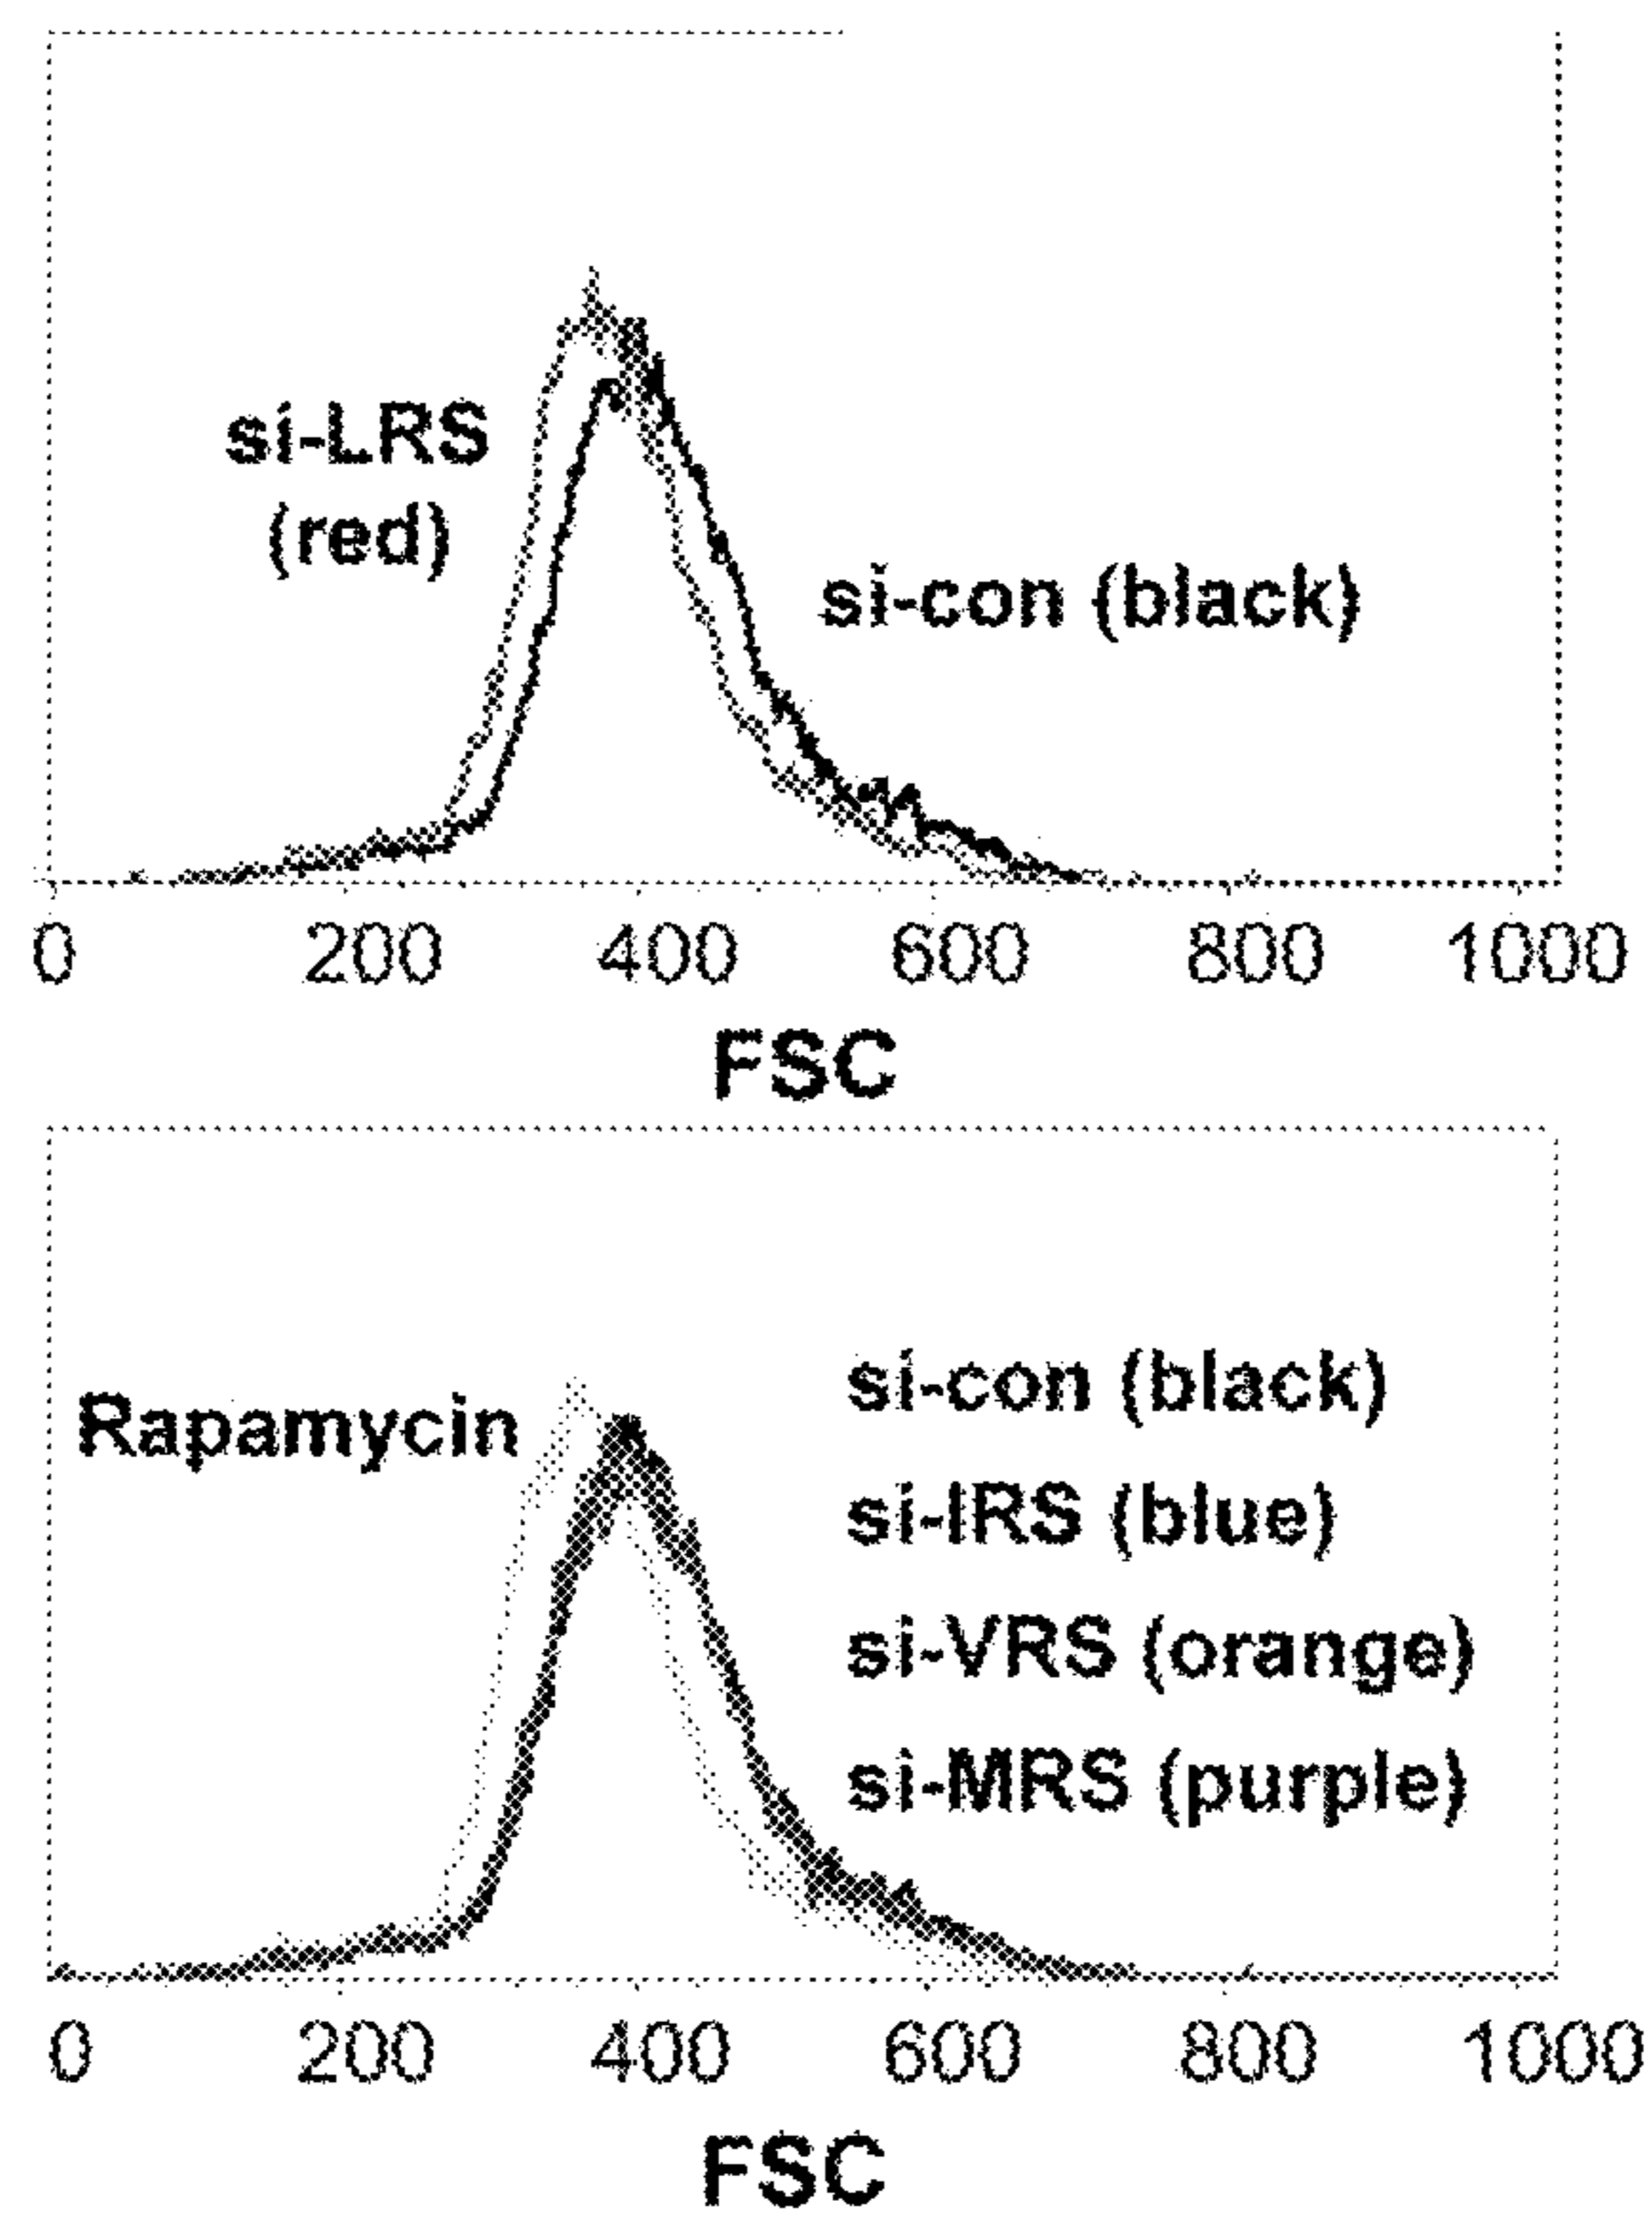 si-LRS
(red)
si-con (black)
0 200 400 600 800 1000
FSC
Rapamycin
si-con (black)
si-IRS (blue)
si-VRS (orange)
si-MRS (purple)
0 200 400 600 800 1000
FSC